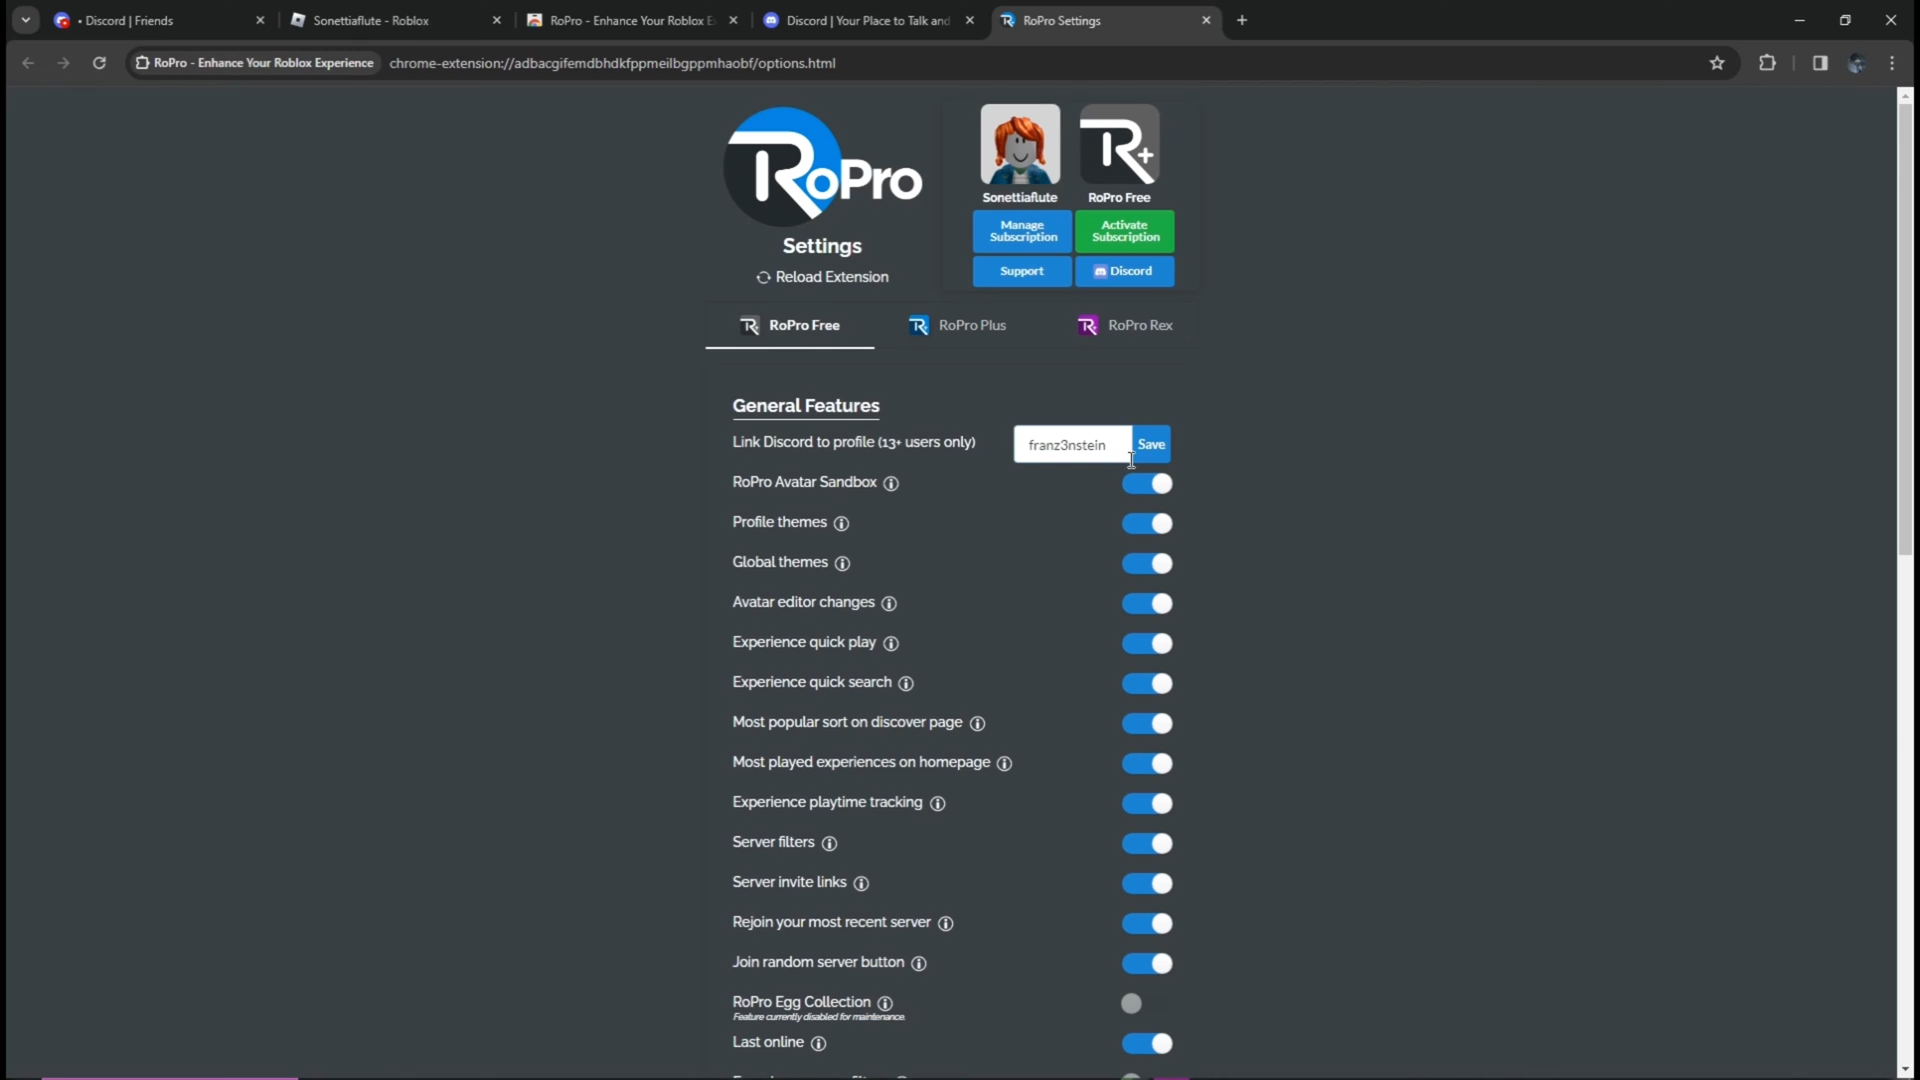 • Discord | Friends
Sonettiaflute - Roblox
RoPro - Enhance Your Roblox E
Discord | Your Place to Talk and
RoPro Settings
RoPro - Enhance Your Roblox Experience
chrome-extension://adbacgifemdbhdkfppmeilbgppmhaobf/options.html
RoPro
Settings
Reload Extension
R+
Sonettiaflute
RoPro Free
Manage
Subscription
Activate
Subscription
Support
Discord
RoPro Free
RoPro Plus
RoPro Rex
General Features
Link Discord to profile (13+ users only)
franz3nstein
Save
RoPro Avatar Sandbox
Profile themes
Global themes
Avatar editor changes
Experience quick play
Experience quick search
Most popular sort on discover page
Most played experiences on homepage
Experience playtime tracking
Server filters
Server invite links
Rejoin your most recent server
Join random server button
RoPro Egg Collection
Feature currently disabled for maintenance.
Last online